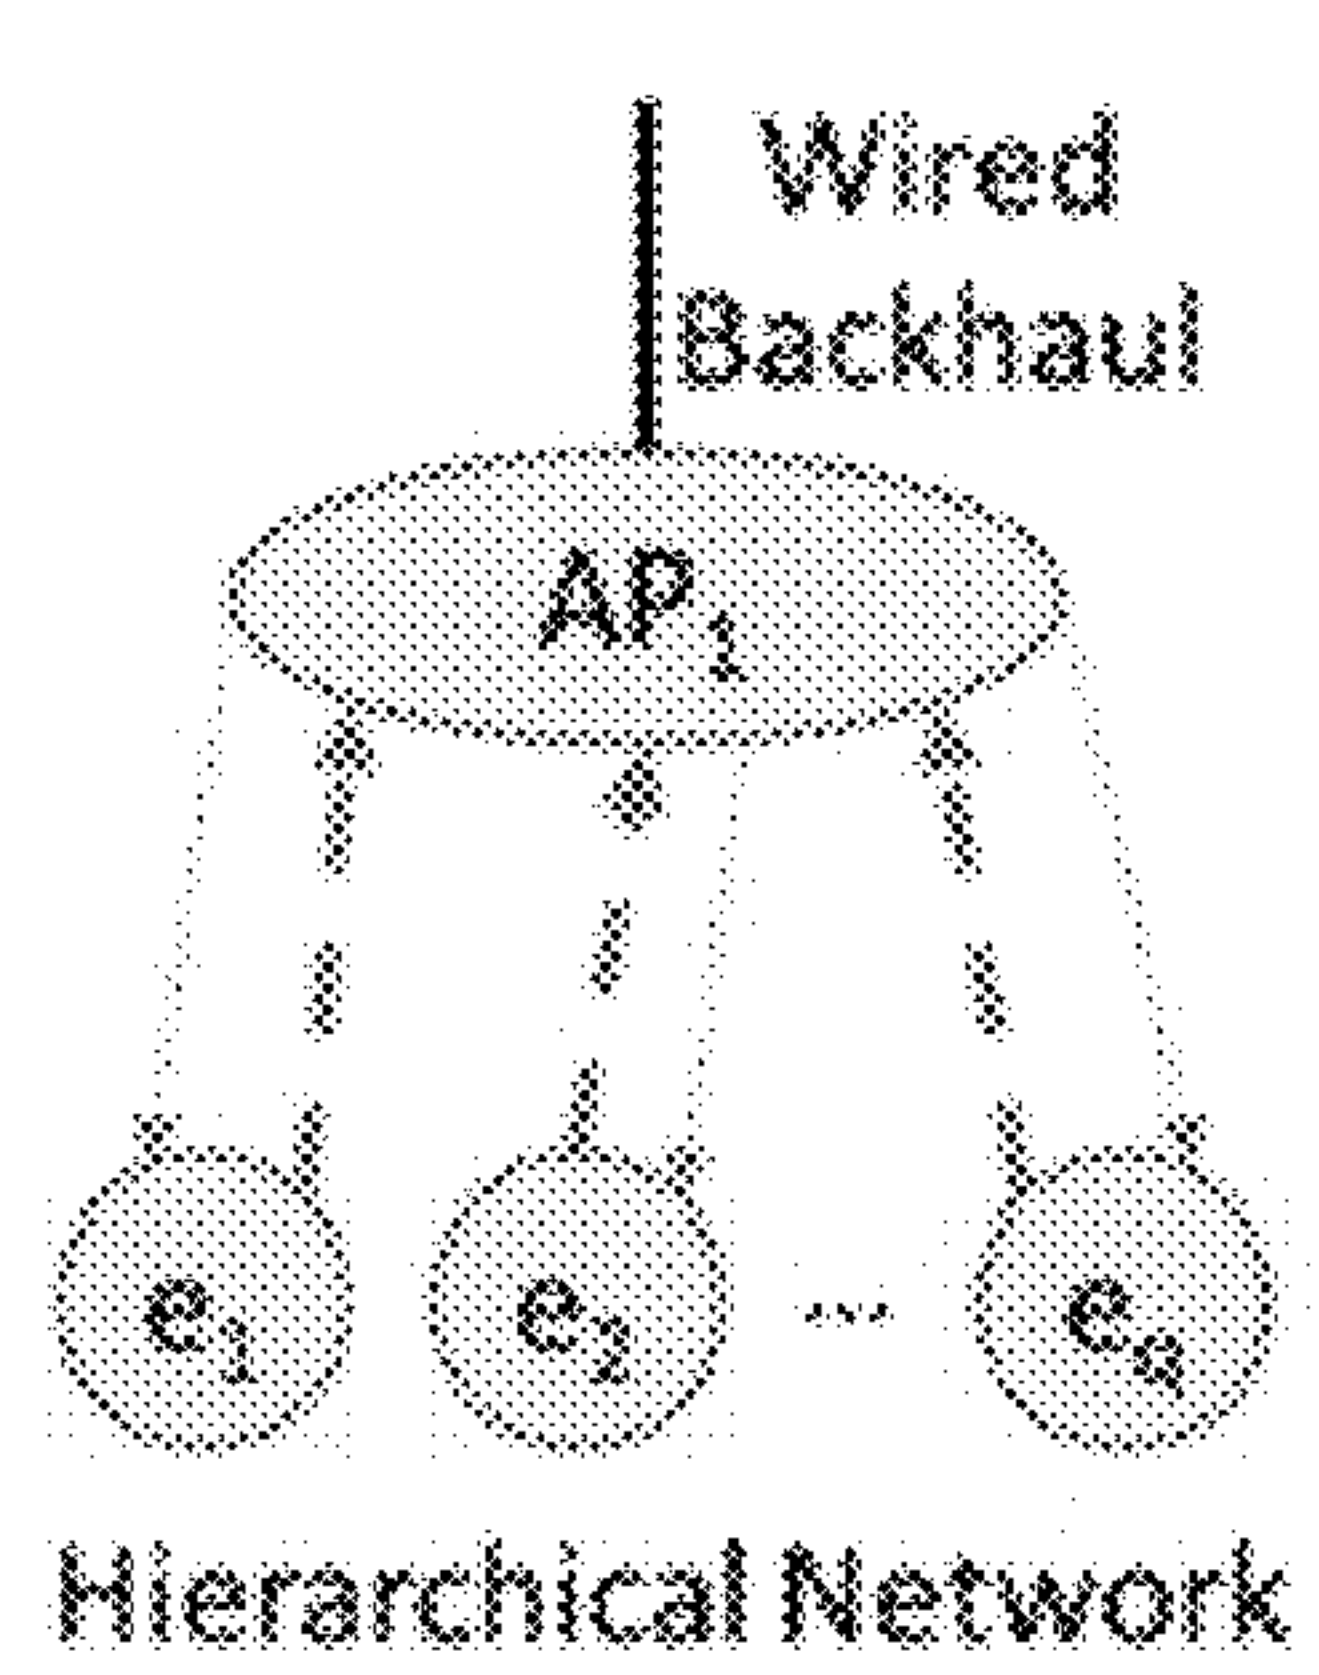 Wired
Backhaul
AP1
e1
e2
...
eq
Hierarchical Network